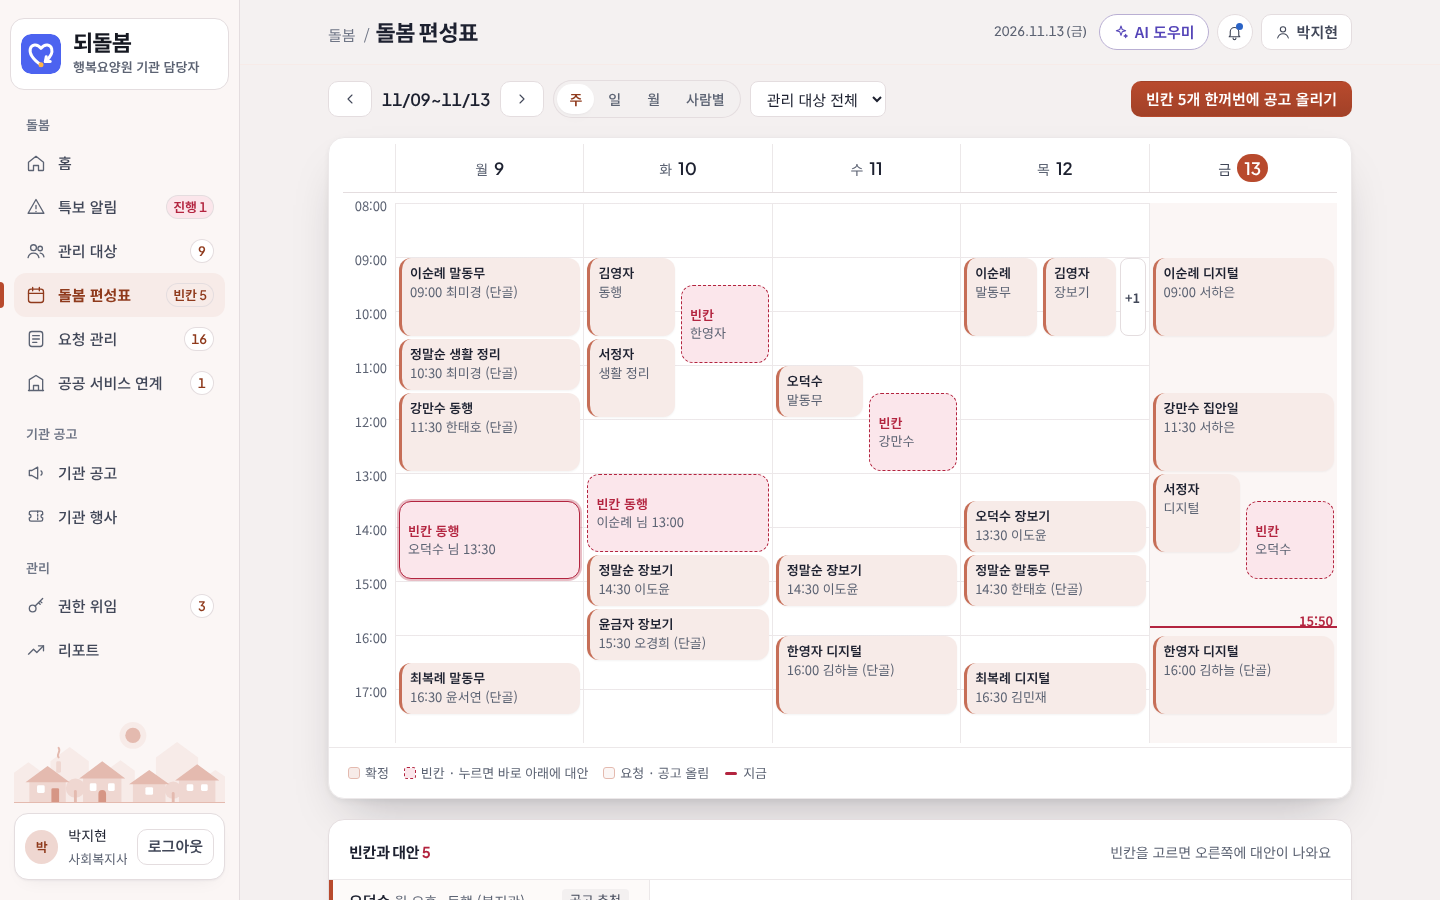 되돌봄
행복요양원 기관 담당자
돌봄
홈
특보 알림 진행 1
관리 대상 9
돌봄 편성표 빈칸 5
요청 관리 16
공공 서비스 연계 1
기관 공고
기관 공고
기관 행사
관리
권한 위임 3
리포트
박 박지현
사회복지사
로그아웃
돌봄 / 돌봄 편성표
2026.11.13(금) AI 도우미 박지현
11/09~11/13 주 일 월 사람별 관리 대상 전체
빈칸 5개 한꺼번에 공고 올리기
월 9 화 10 수 11 목 12 금 13
08:00
09:00
10:00
11:00
12:00
13:00
14:00
15:00
16:00
17:00
이순례 말동무
09:00 최미경 (단골)
정말순 생활 정리
10:30 최미경 (단골)
강만수 동행
11:30 한태호 (단골)
빈칸 동행
오덕수 님 13:30
최복례 말동무
16:30 윤서연 (단골)
김영자
동행
빈칸
한영자
서정자
생활 정리
빈칸 동행
이순례 님 13:00
정말순 장보기
14:30 이도윤
윤금자 장보기
15:30 오경희 (단골)
오덕수
말동무
빈칸
강만수
정말순 장보기
14:30 이도윤
한영자 디지털
16:00 김하늘 (단골)
이순례
말동무
김영자
장보기
+1
오덕수 장보기
13:30 이도윤
정말순 말동무
14:30 한태호 (단골)
최복례 디지털
16:30 김민재
이순례 디지털
09:00 서하은
강만수 집안일
11:30 서하은
서정자
디지털
빈칸
오덕수
15:50
한영자 디지털
16:00 김하늘 (단골)
확정 빈칸 · 누르면 바로 아래에 대안 요청 · 공고 올림 지금
빈칸과 대안 5
빈칸을 고르면 오른쪽에 대안이 나와요